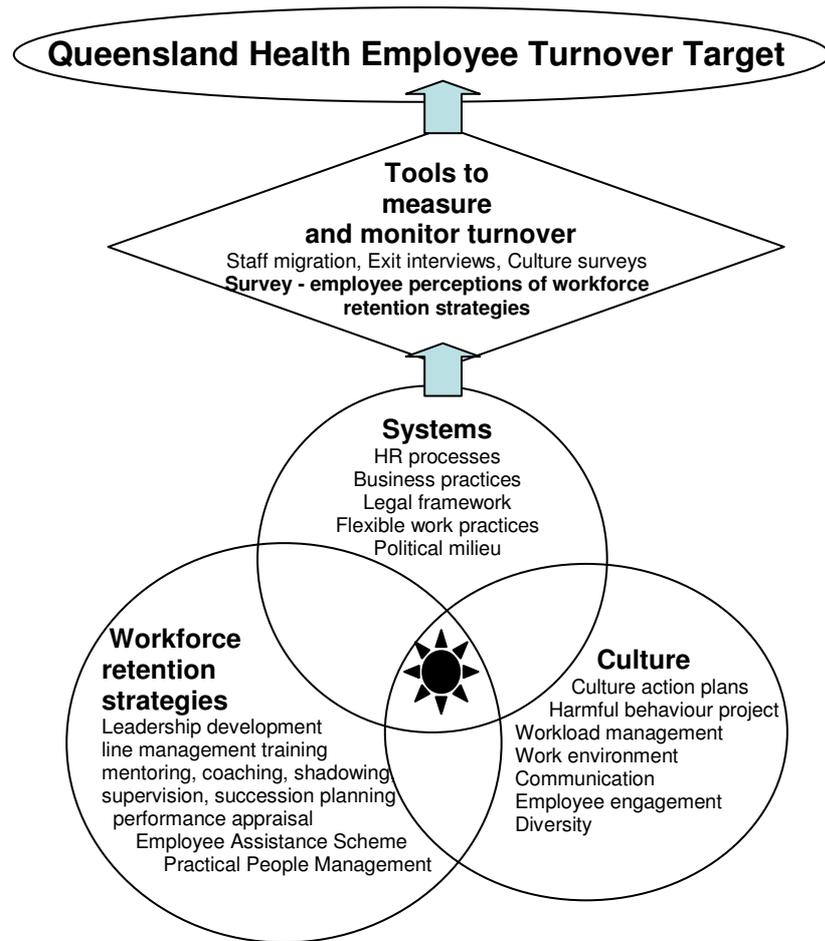 Queensland Health Employee Turnover Target
Tools to
measure
and monitor turnover
Staff migration, Exit interviews, Culture surveys
Survey - employee perceptions of workforce
retention strategies
Systems
HR processes
Business practices
Legal framework
Flexible work practices
Political milieu
Workforce
retention
strategies
Leadership development
line management training
mentoring, coaching, shadowing,
supervision, succession planning
performance appraisal
Employee Assistance Scheme
Practical People Management
Culture
Culture action plans
Harmful behaviour project
Workload management
Work environment
Communication
Employee engagement
Diversity